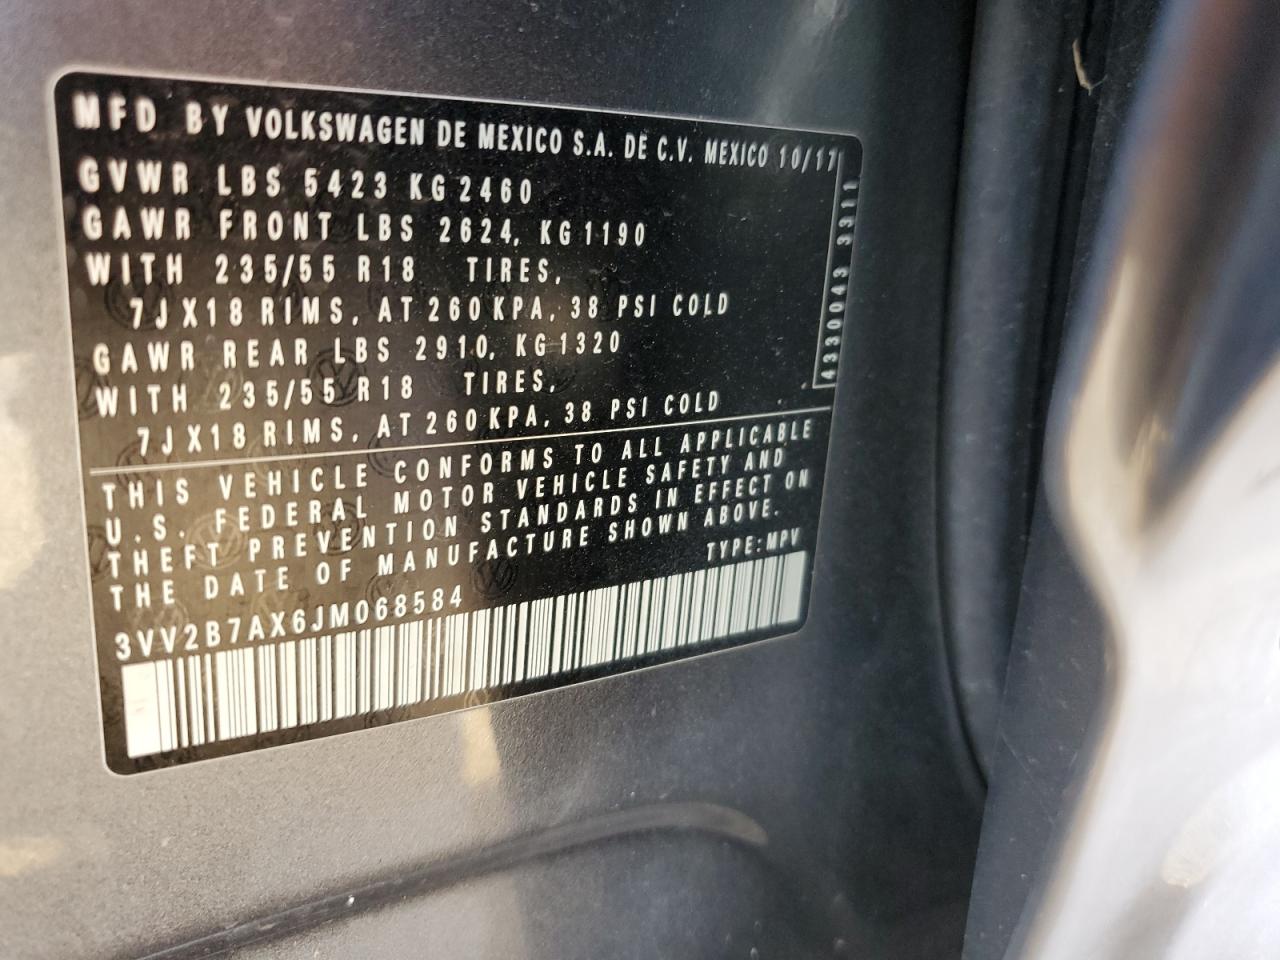 MFD BY VOLKSWAGEN DE MEXICO S.A. DE C.V. MEXICO 10/17
GVWR LBS 5423 KG 2460
GAWR FRONT LBS 2624, KG 1190
WITH 235/55 R18 TIRES,
7JX18 RIMS, AT 260 KPA, 38 PSI COLD
GAWR REAR LBS 2910, KG 1320
WITH 235/55 R18 TIRES,
7JX18 RIMS, AT 260 KPA, 38 PSI COLD
4330043 3311
THIS VEHICLE CONFORMS TO ALL APPLICABLE
U.S. FEDERAL MOTOR VEHICLE SAFETY AND
THEFT PREVENTION STANDARDS IN EFFECT ON
THE DATE OF MANUFACTURE SHOWN ABOVE.
TYPE:MPV
3VV2B7AX6JM068584